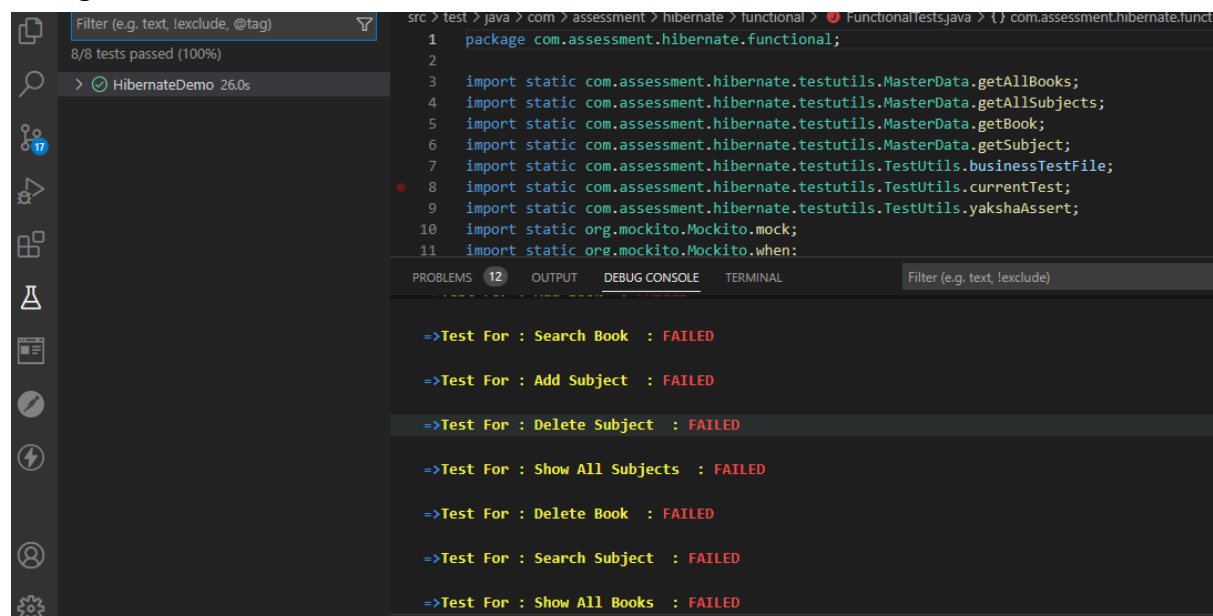 Filter (e.g. text, !exclude, @tag)
8/8 tests passed (100%)
HibernateDemo 26.0s
17
src > test > java > com > assessment > hibernate > functional > FunctionalTests.java > {} com.assessment.hibernate.funct
1 package com.assessment.hibernate.functional;
2
3 import static com.assessment.hibernate.testutils.MasterData.getAllBooks;
4 import static com.assessment.hibernate.testutils.MasterData.getAllSubjects;
5 import static com.assessment.hibernate.testutils.MasterData.getBook;
6 import static com.assessment.hibernate.testutils.MasterData.getSubject;
7 import static com.assessment.hibernate.testutils.TestUtils.businessTestFile;
8 import static com.assessment.hibernate.testutils.TestUtils.currentTest;
9 import static com.assessment.hibernate.testutils.TestUtils.yakshaAssert;
10 import static org.mockito.Mockito.mock;
11 import static org.mockito.Mockito.when;
PROBLEMS 12 OUTPUT DEBUG CONSOLE TERMINAL Filter (e.g. text, !exclude)
=>Test For : Search Book : FAILED
=>Test For : Add Subject : FAILED
=>Test For : Delete Subject : FAILED
=>Test For : Show All Subjects : FAILED
=>Test For : Delete Book : FAILED
=>Test For : Search Subject : FAILED
=>Test For : Show All Books : FAILED